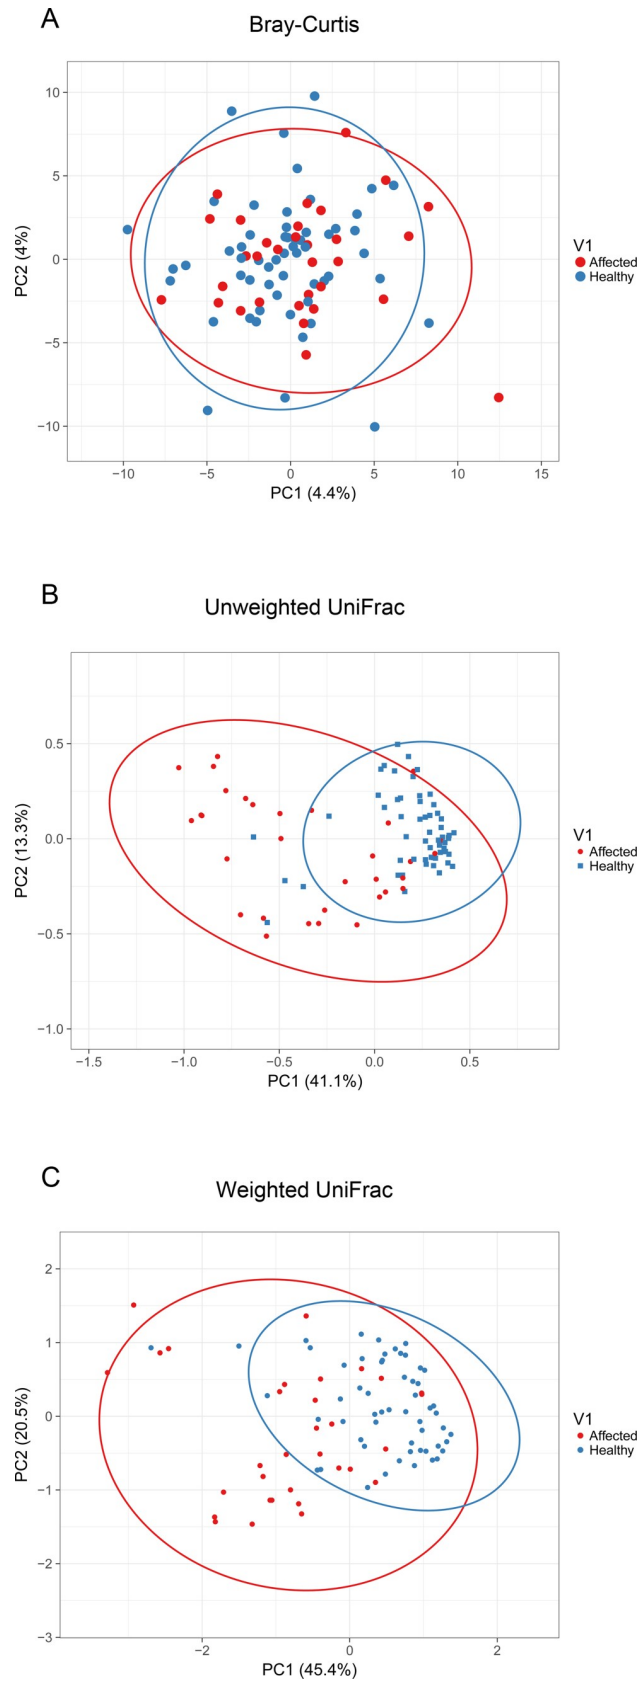 A
Bray-Curtis
10
5
0
−5
−10
PC2 (4%)
−10 −5 0 5 10 15
PC1 (4.4%)
V1
Affected
Healthy
B
Unweighted UniFrac
0.5
0.0
−0.5
−1.0
PC2 (13.3%)
−1.5 −1.0 −0.5 0.0 0.5
PC1 (41.1%)
V1
Affected
Healthy
C
Weighted UniFrac
2
1
0
−1
−2
−3
PC2 (20.5%)
−2 0 2
PC1 (45.4%)
V1
Affected
Healthy